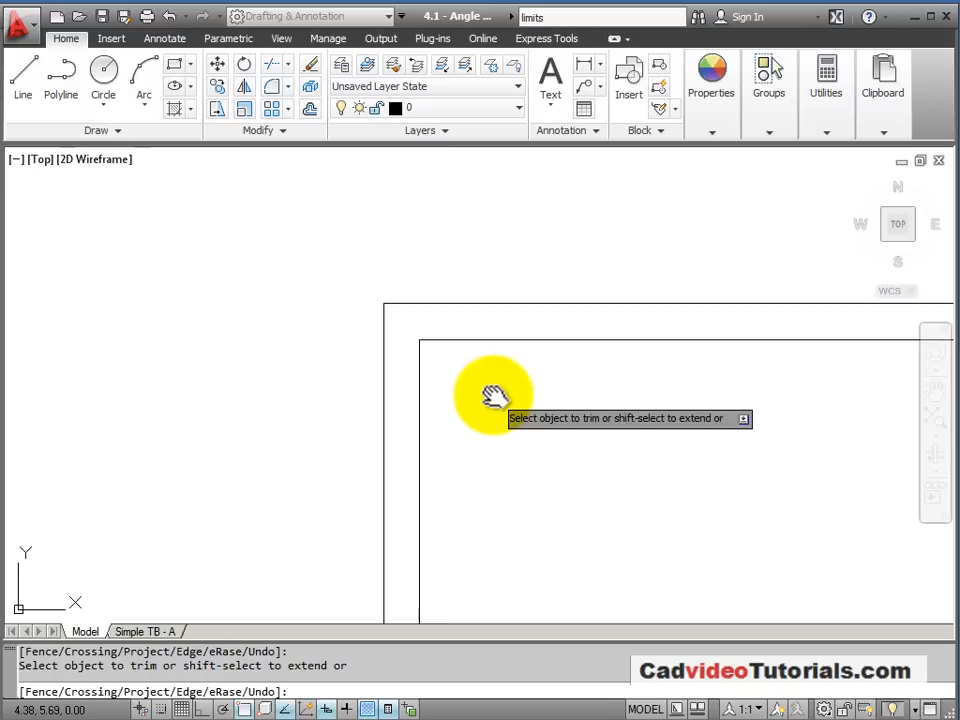 Drafting & Annotation
4.1 - Angle ...
limits
Sign In
Home
Insert
Annotate
Parametric
View
Manage
Output
Plug-ins
Online
Express Tools
Line
Polyline
Circle
Arc
Unsaved Layer State
0
Text
Insert
Properties
Groups
Utilities
Clipboard
Draw
Modify
Layers
Annotation
Block
[−] [Top] [2D Wireframe]
N
W
TOP
E
S
WCS
Select object to trim or shift-select to extend or
Y
X
Model
Simple TB - A
[Fence/Crossing/Project/Edge/eRase/Undo]:
Select object to trim or shift-select to extend or
[Fence/Crossing/Project/Edge/eRase/Undo]:
CadvideoTutorials.com
4.38, 5.69, 0.00
MODEL
1:1